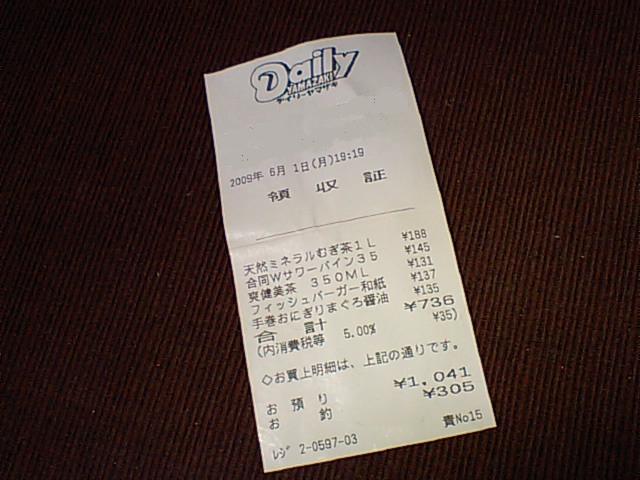 Daily
YAMAZAKI
デイリーヤマザキ
2009年 6月 1日(月)19:19
領 収 証
天然ミネラルむぎ茶1L ¥188
合同Wサワーパイン35 ¥145
爽健美茶 350ML ¥131
フィッシュバーガー和紙 ¥137
手巻おにぎりまぐろ醤油 ¥135
合 計 ¥736
(内消費税等 5.00% ¥35)
◇お買上明細は、上記の通りです。
お 預 り ¥1,041
お 釣 ¥305
レジ 2-0597-03 責No15